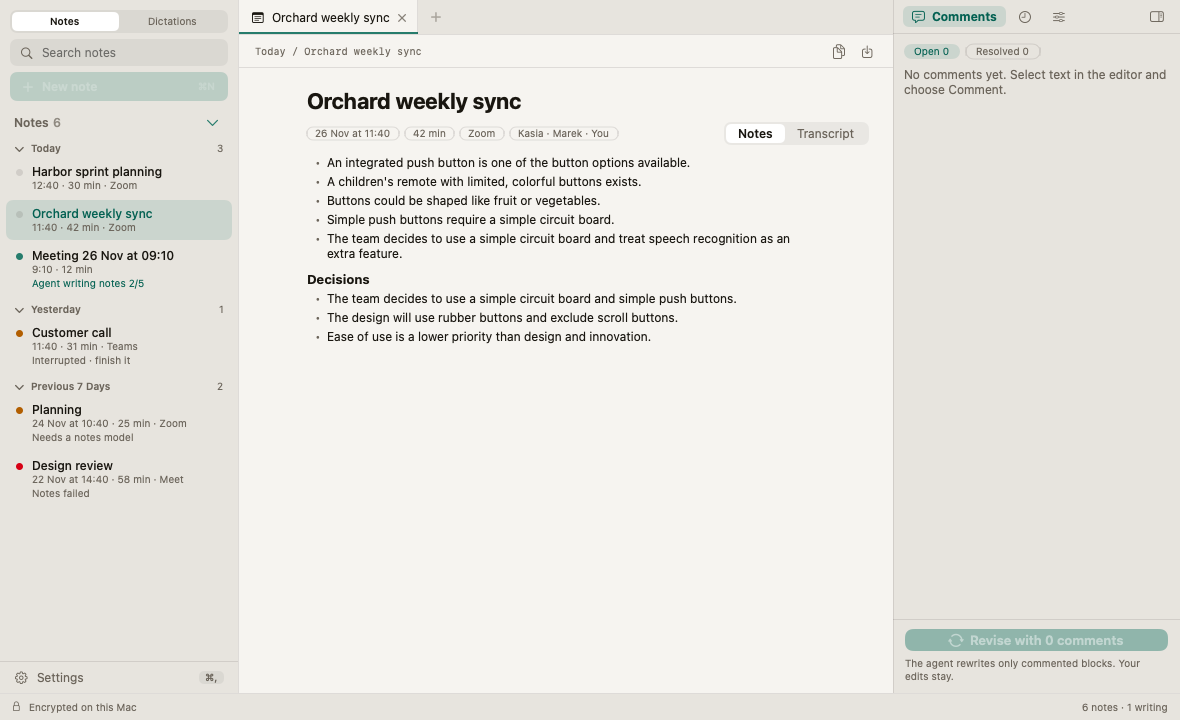 Notes
Dictations
Search notes
New note ⌘N
Notes 6
Today 3
Harbor sprint planning
12:40 · 30 min · Zoom
Orchard weekly sync
11:40 · 42 min · Zoom
Meeting 26 Nov at 09:10
9:10 · 12 min
Agent writing notes 2/5
Yesterday 1
Customer call
11:40 · 31 min · Teams
Interrupted · finish it
Previous 7 Days 2
Planning
24 Nov at 10:40 · 25 min · Zoom
Needs a notes model
Design review
22 Nov at 14:40 · 58 min · Meet
Notes failed
Settings ⌘,
Encrypted on this Mac
Orchard weekly sync
Today / Orchard weekly sync
Orchard weekly sync
26 Nov at 11:40
42 min
Zoom
Kasia · Marek · You
Notes
Transcript
• An integrated push button is one of the button options available.
• A children's remote with limited, colorful buttons exists.
• Buttons could be shaped like fruit or vegetables.
• Simple push buttons require a simple circuit board.
• The team decides to use a simple circuit board and treat speech recognition as an
extra feature.
Decisions
• The team decides to use a simple circuit board and simple push buttons.
• The design will use rubber buttons and exclude scroll buttons.
• Ease of use is a lower priority than design and innovation.
Comments
Open 0
Resolved 0
No comments yet. Select text in the editor and
choose Comment.
Revise with 0 comments
The agent rewrites only commented blocks. Your
edits stay.
6 notes · 1 writing